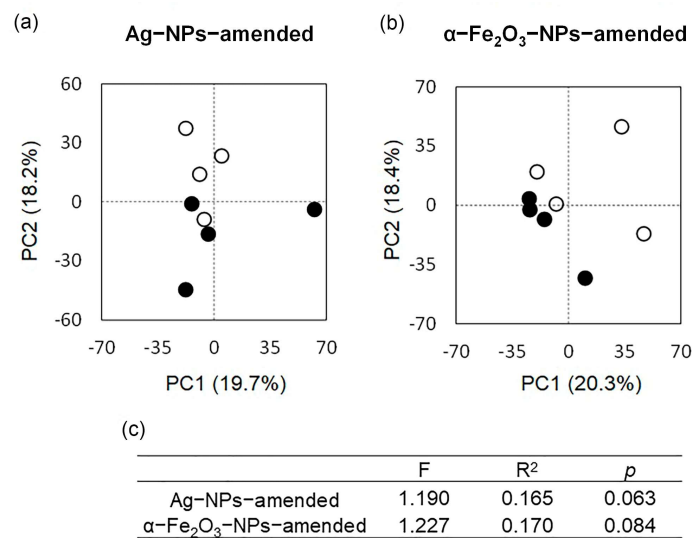 (a)
Ag−NPs−amended
60
30
0
-30
-60
PC2 (18.2%)
-70 -35 0 35 70
PC1 (19.7%)
(b)
α−Fe₂O₃−NPs−amended
70
35
0
-35
-70
PC2 (18.4%)
-70 -35 0 35 70
PC1 (20.3%)
(c)
F R² p
Ag−NPs−amended 1.190 0.165 0.063
α−Fe₂O₃−NPs−amended 1.227 0.170 0.084